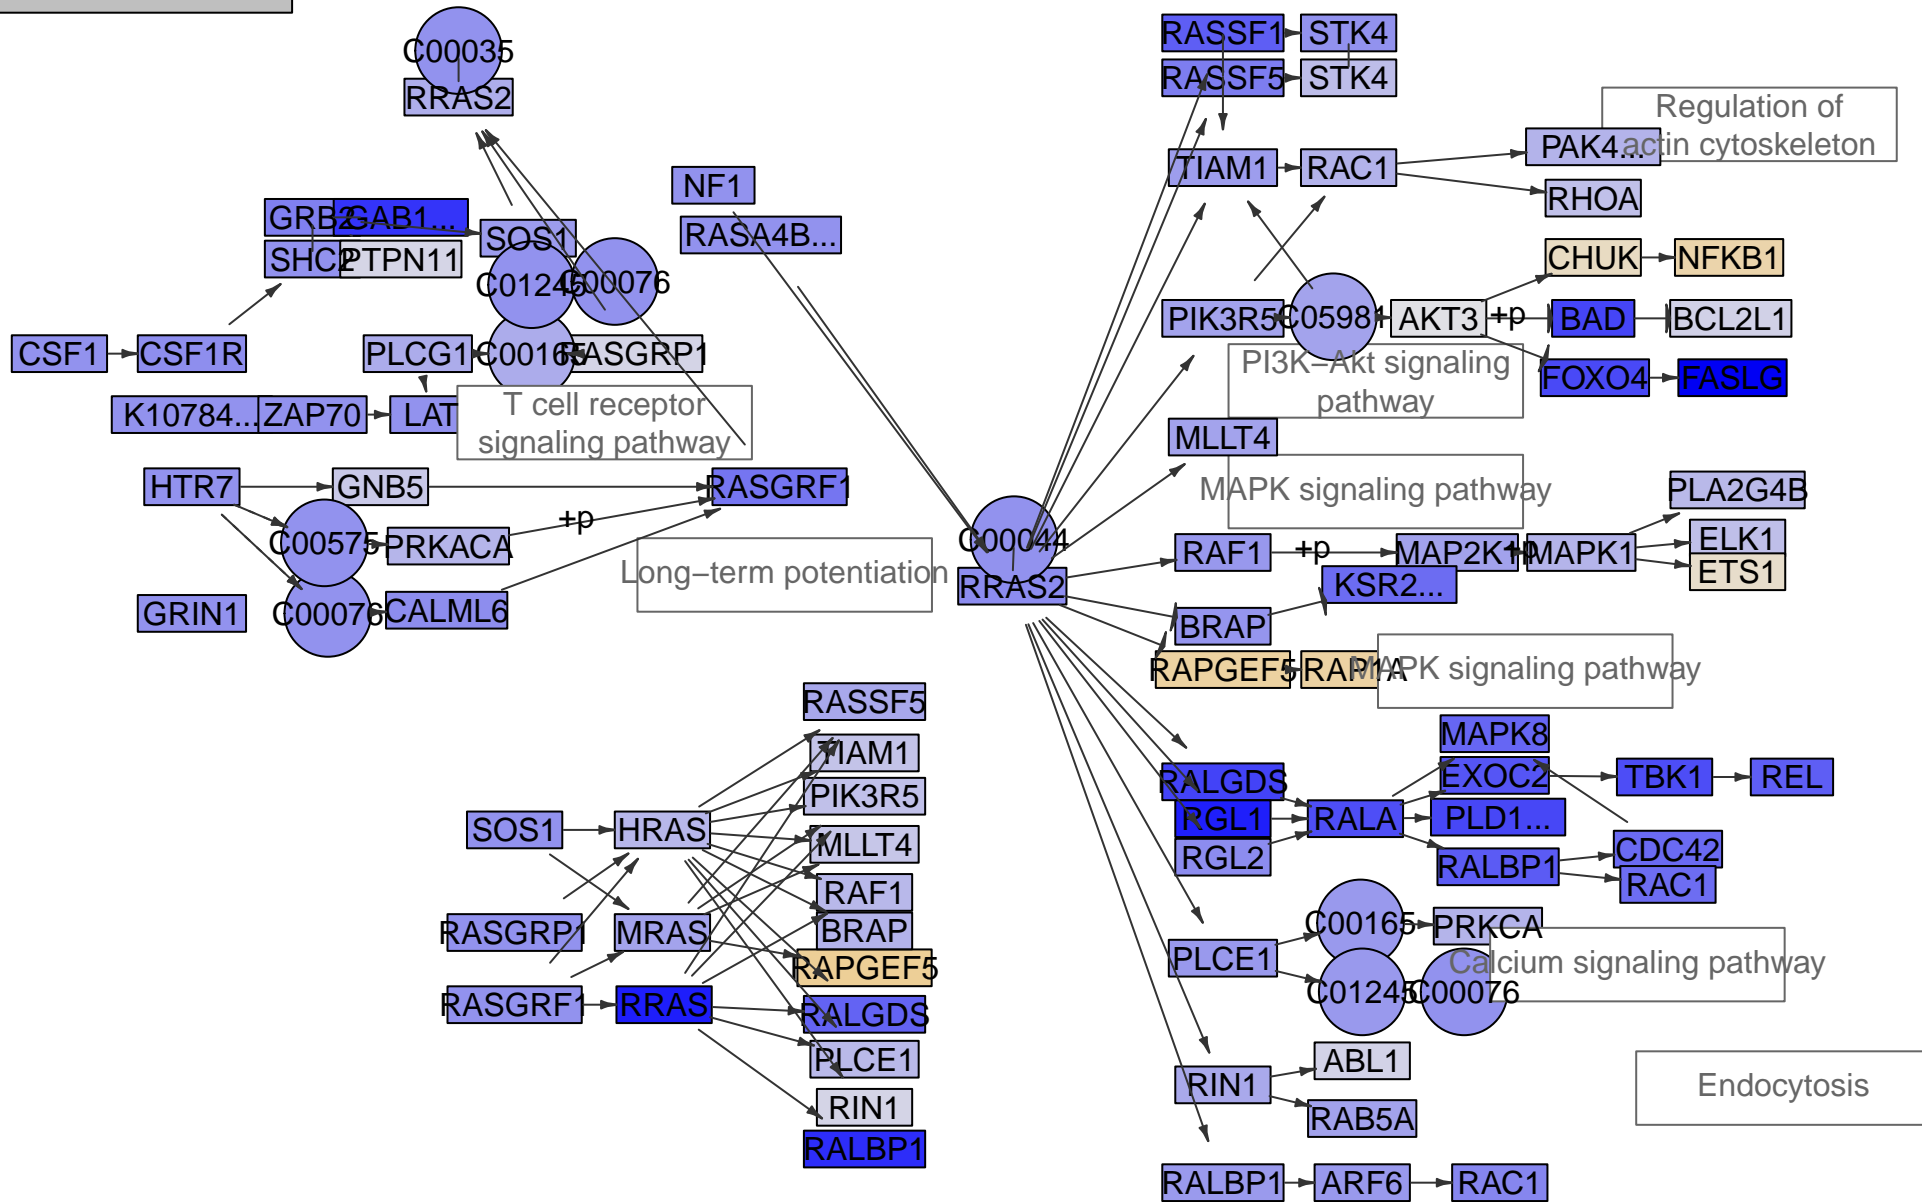 C00035
RRAS2
NF1
RASA4B...
GRB2
GAB1...
SOS1
SHC2
PTPN11
C01245
C00076
CSF1
CSF1R
PLCG1
C00165
RASGRP1
K10784...
ZAP70
LAT
T cell receptor
signaling pathway
HTR7
GNB5
RASGRF1
C00575
PRKACA
+p
GRIN1
C00076
CALML6
Long−term potentiation
C00044
RRAS2
RASSF1
STK4
RASSF5
STK4
Regulation of
actin cytoskeleton
PAK4...
TIAM1
RAC1
RHOA
CHUK
NFKB1
PIK3R5
C05981
AKT3
+p
BAD
BCL2L1
PI3K−Akt signaling
pathway
FOXO4
FASLG
MLLT4
MAPK signaling pathway
PLA2G4B
RAF1
+p
MAP2K1
+p
MAPK1
ELK1
ETS1
KSR2...
BRAP
RAPGEF5
RAP1A
MAPK signaling pathway
RASSF5
TIAM1
PIK3R5
SOS1
HRAS
MLLT4
RAF1
RASGRP1
MRAS
BRAP
RAPGEF5
RASGRF1
RRAS
RALGDS
PLCE1
RIN1
RALBP1
MAPK8
RALGDS
EXOC2
TBK1
REL
RGL1
RALA
PLD1...
RGL2
RALBP1
CDC42
RAC1
C00165
PRKCA
PLCE1
Calcium signaling pathway
C01245
C00076
ABL1
RIN1
RAB5A
Endocytosis
RALBP1
ARF6
RAC1